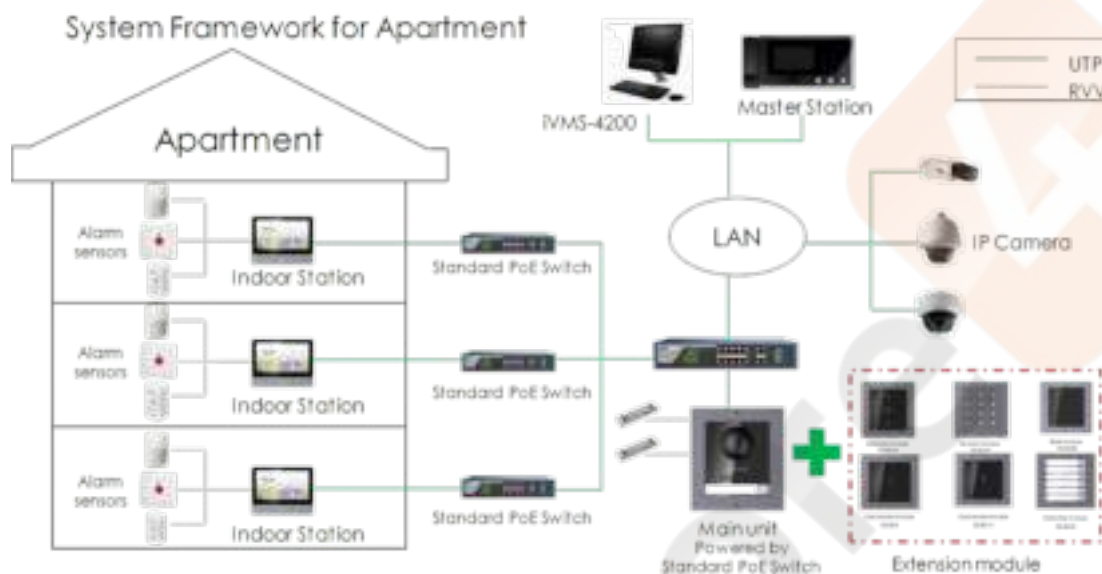 System Framework for Apartment
UTP
RVV
iVMS-4200
Master Station
Apartment
LAN
IP Camera
Alarm
sensors
Indoor Station
Standard PoE Switch
Alarm
sensors
Indoor Station
Standard PoE Switch
Alarm
sensors
Indoor Station
Standard PoE Switch
Main unit
Powered by
Standard PoE Switch
Extension module